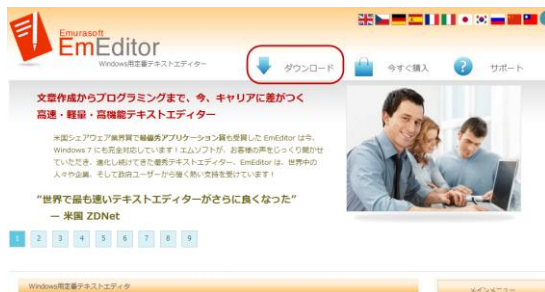 Emurasoft
EmEditor
Windows用定番テキストエディター
ダウンロード
今すぐ購入
サポート
文章作成からプログラミングまで、今、キャリアに差がつく
高速・軽量・高機能テキストエディター
米国シェアウェア業界賞で最優秀アプリケーション賞も受賞した EmEditor は今、
Windows 7 にも完全対応しています!エムソフトが、お客様の声をじっくり聞かせ
ていただき、進化し続けてきた優秀テキストエディター、EmEditor は、世界中の
人々や企業、そして政府ユーザーから強く熱い支持を受けています!
“世界で最も速いテキストエディターがさらに良くなった”
— 米国 ZDNet
1 2 3 4 5 6 7 8 9
Windows用定番テキストエディタ
メインメニュー